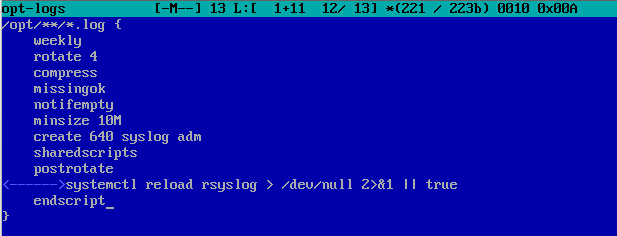 opt-logs [-M--] 13 L:[ 1+11 12/ 13] *(221 / 223b) 0010 0x00A
/opt/**/*.log {
weekly
rotate 4
compress
missingok
notifempty
minsize 10M
create 640 syslog adm
sharedscripts
postrotate
<------>systemctl reload rsyslog > /dev/null 2>&1 || true
endscript_
}